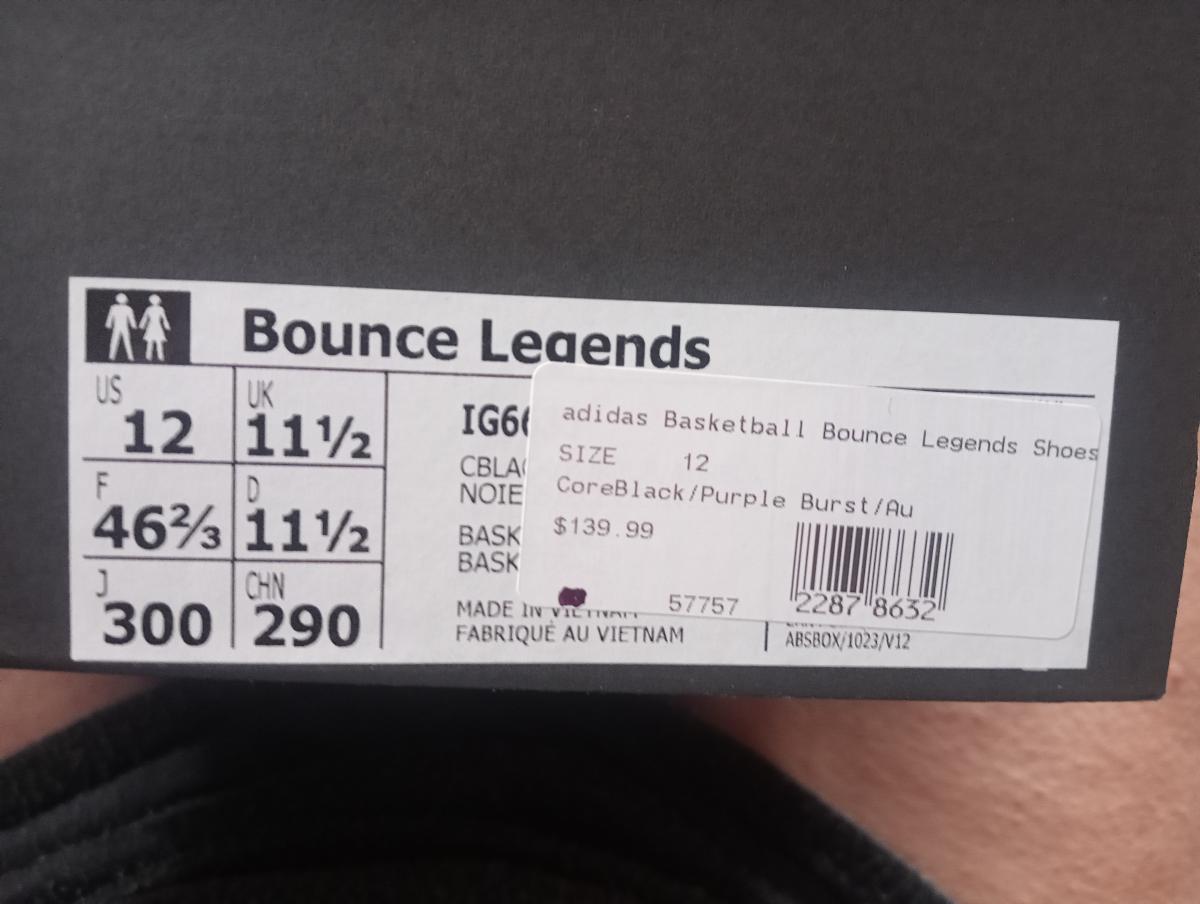 Bounce Legends
US 12 UK 11½
F 46⅔ D 11½
J 300 CHN 290
IG66
CBLA
NOIE
BASK
BASK
MADE IN VIETNAM
FABRIQUÉ AU VIETNAM
ABSBOX/1023/V12
adidas Basketball Bounce Legends Shoes
SIZE 12
CoreBlack/Purple Burst/Au
$139.99
57757
2287 8632